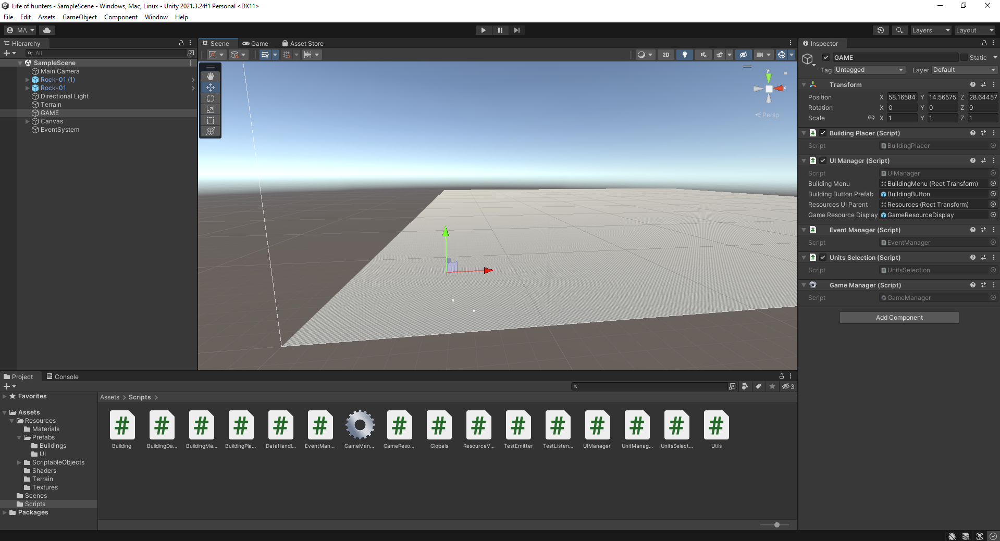 Life of hunters - SampleScene - Windows, Mac, Linux - Unity 2021.3.24f1 Personal <DX11>
File Edit Assets GameObject Component Window Help
MA
Layers Layout
Hierarchy
All
SampleScene
Main Camera
Rock-01 (1)
Rock-01
Directional Light
Terrain
GAME
Canvas
EventSystem
Scene Game Asset Store
2D
y
x
Persp
Inspector
GAME Static
Tag Untagged Layer Default
Transform
Position X 58.16584 Y 14.56575 Z 28.64457
Rotation X 0 Y 0 Z 0
Scale X 1 Y 1 Z 1
Building Placer (Script)
Script BuildingPlacer
UI Manager (Script)
Script UIManager
Building Menu BuildingMenu (Rect Transform)
Building Button Prefab BuildingButton
Resources UI Parent Resources (Rect Transform)
Game Resource Display GameResourceDisplay
Event Manager (Script)
Script EventManager
Units Selection (Script)
Script UnitsSelection
Game Manager (Script)
Script GameManager
Add Component
Project Console
3
Favorites
Assets
Resources
Materials
Prefabs
Buildings
UI
ScriptableObjects
Shaders
Terrain
Textures
Scenes
Scripts
Packages
Assets > Scripts >
Building BuildingDa... BuildingMa... BuildingPla... DataHandl... EventMan... GameMan... GameReso... Globals ResourceV... TestEmitter TestListen... UIManager UnitManag... UnitsSelect... Utils